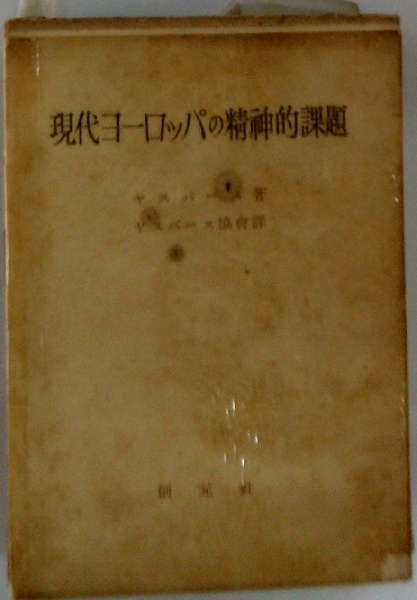 現代ヨーロッパの精神的課題
ヤスパース著
ヤスパース協会譯
創元社